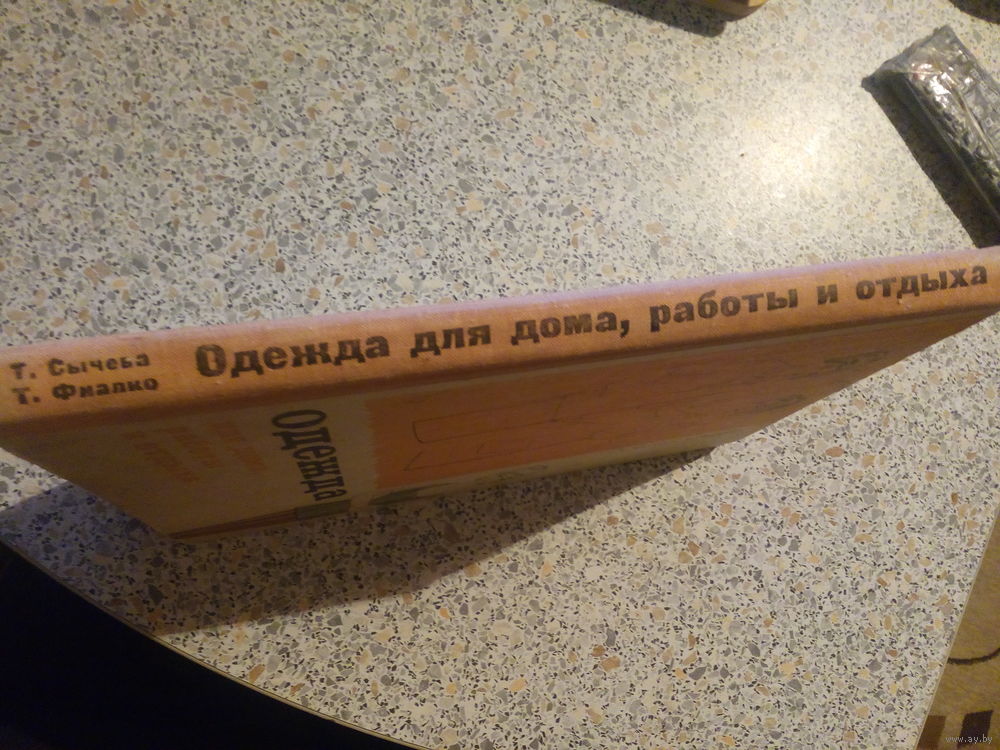 Т. Сычева
Т. Фиалко
Одежда для дома, работы и отдыха
Одежда
www.ay.by